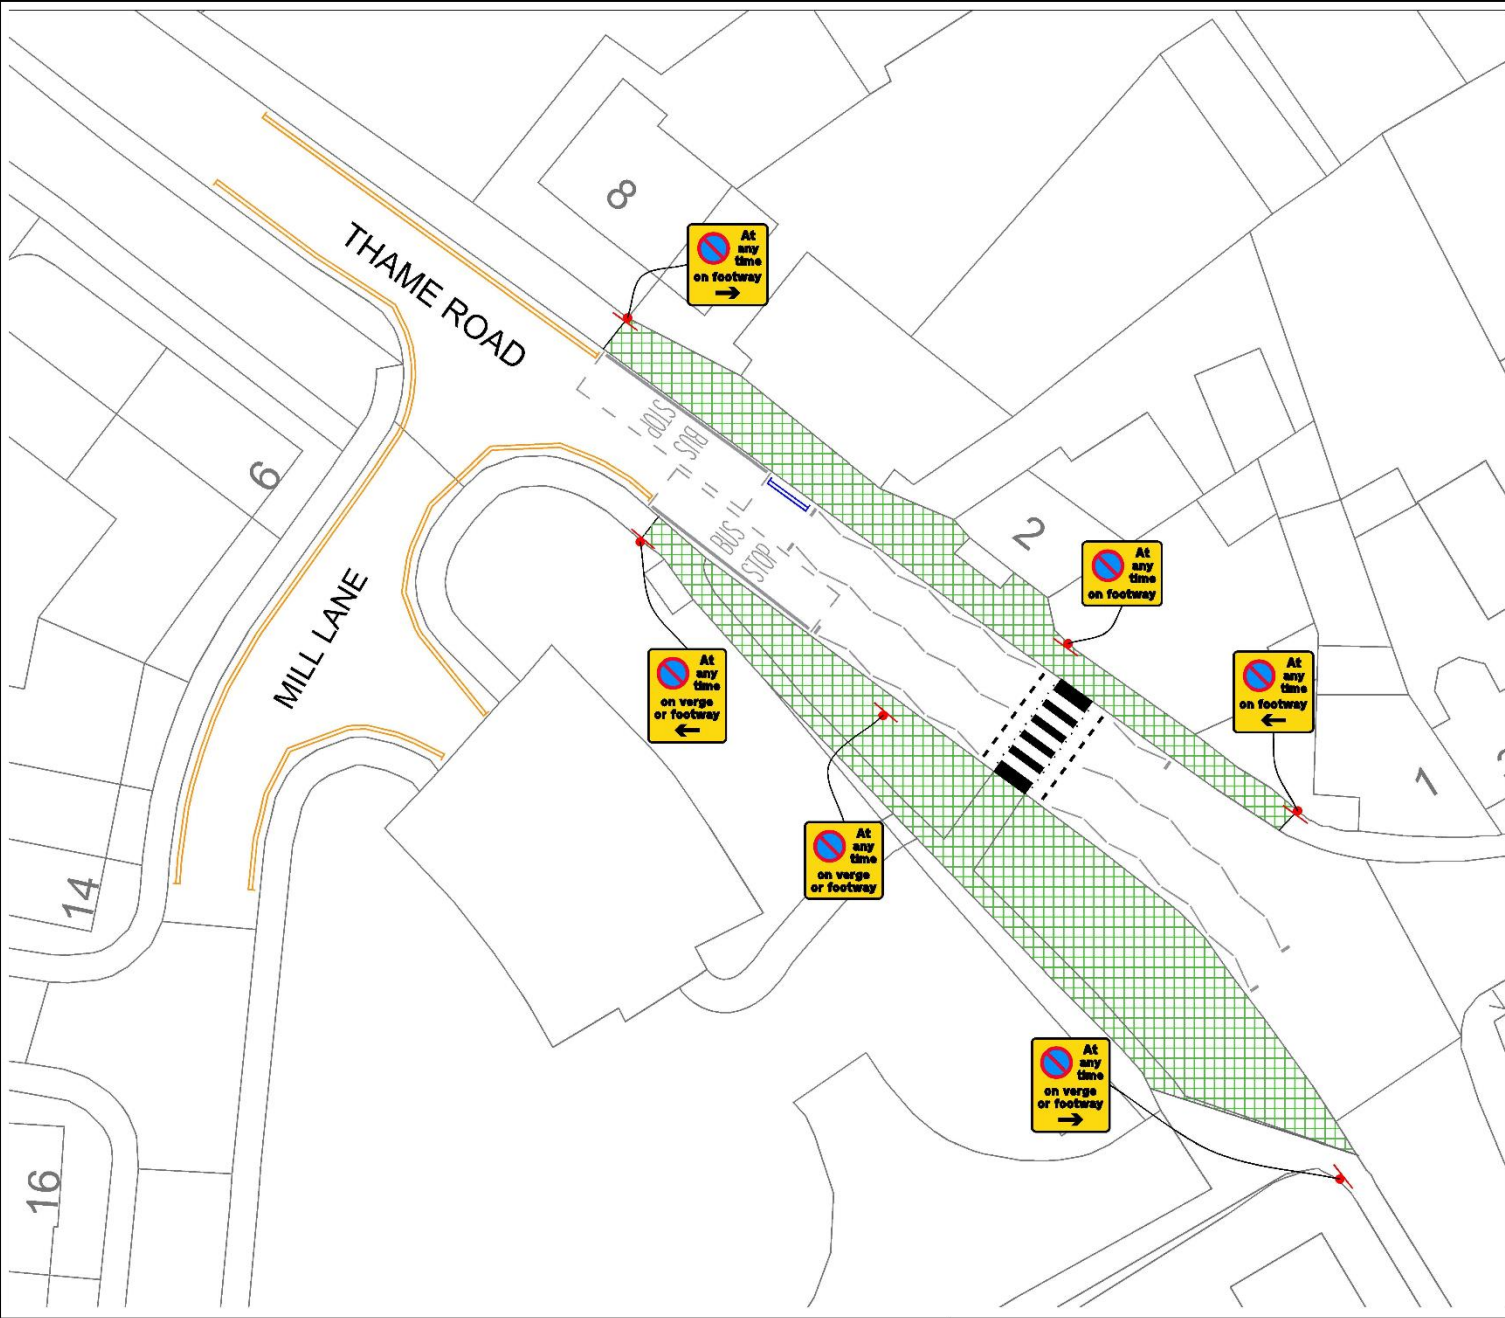 8
At
any
time
on footway
→
THAME ROAD
BUS
STOP
BUS
STOP
6
2
At
any
time
on footway
MILL LANE
At
any
time
on verge
or footway
←
At
any
time
on footway
←
1
At
any
time
on verge
or footway
14
At
any
time
on verge
or footway
→
16